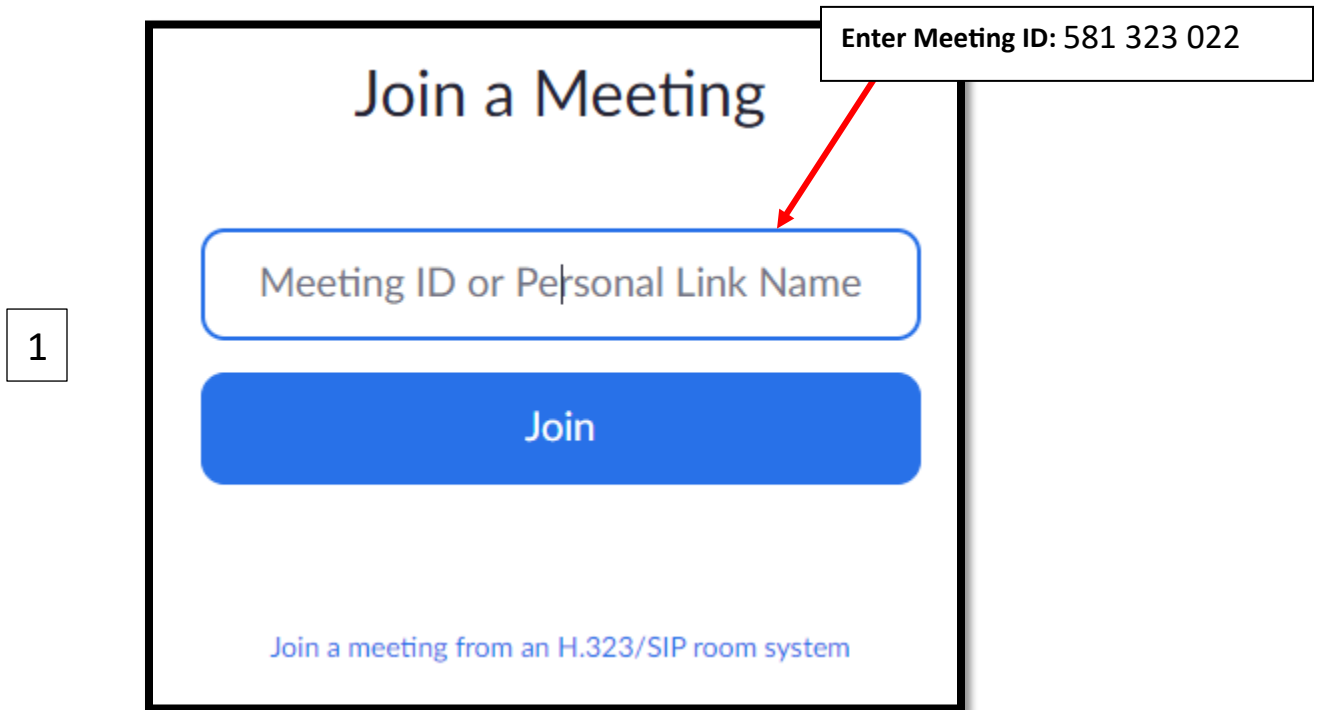 Enter Meeting ID: 581 323 022
Join a Meeting
Meeting ID or Personal Link Name
1
Join
Join a meeting from an H.323/SIP room system